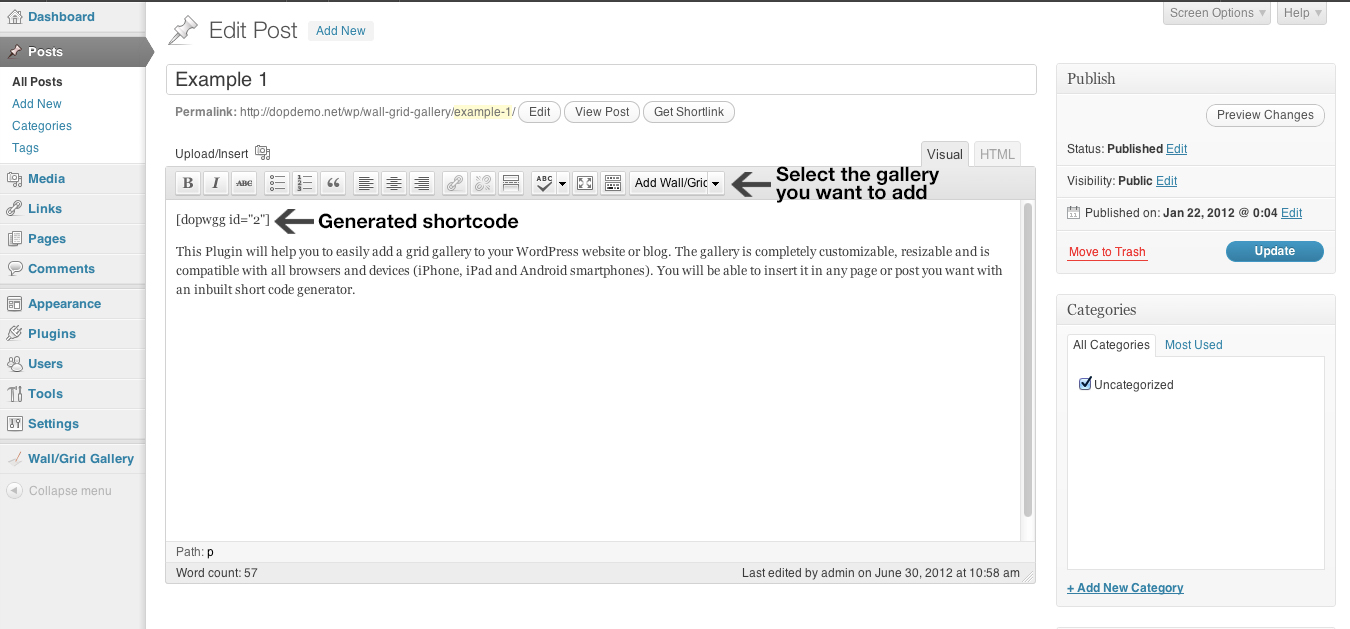 Dashboard
Posts
All Posts
Add New
Categories
Tags
Media
Links
Pages
Comments
Appearance
Plugins
Users
Tools
Settings
Wall/Grid Gallery
Collapse menu
Screen Options
Help
Edit Post
Add New
Example 1
Permalink: http://dopdemo.net/wp/wall-grid-gallery/example-1/
Edit
View Post
Get Shortlink
Upload/Insert
Visual
HTML
B
I
ABC
ABC
Add Wall/Grid
Select the gallery
you want to add
[dopwgg id="2"]
Generated shortcode
This Plugin will help you to easily add a grid gallery to your WordPress website or blog. The gallery is completely customizable, resizable and is
compatible with all browsers and devices (iPhone, iPad and Android smartphones). You will be able to insert it in any page or post you want with
an inbuilt short code generator.
Path: p
Word count: 57
Last edited by admin on June 30, 2012 at 10:58 am
Publish
Preview Changes
Status: Published Edit
Visibility: Public Edit
Published on: Jan 22, 2012 @ 0:04 Edit
Move to Trash
Update
Categories
All Categories
Most Used
Uncategorized
+ Add New Category